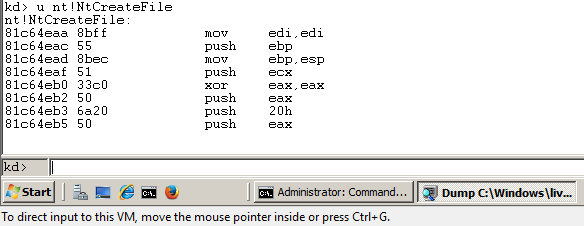 kd> u nt!NtCreateFile
nt!NtCreateFile:
81c64eaa 8bff            mov     edi,edi
81c64eac 55              push    ebp
81c64ead 8bec            mov     ebp,esp
81c64eaf 51              push    ecx
81c64eb0 33c0            xor     eax,eax
81c64eb2 50              push    eax
81c64eb3 6a20            push    20h
81c64eb5 50              push    eax
kd>
Start C:\ Administrator: Command... Dump C:\Windows\liv...
To direct input to this VM, move the mouse pointer inside or press Ctrl+G.